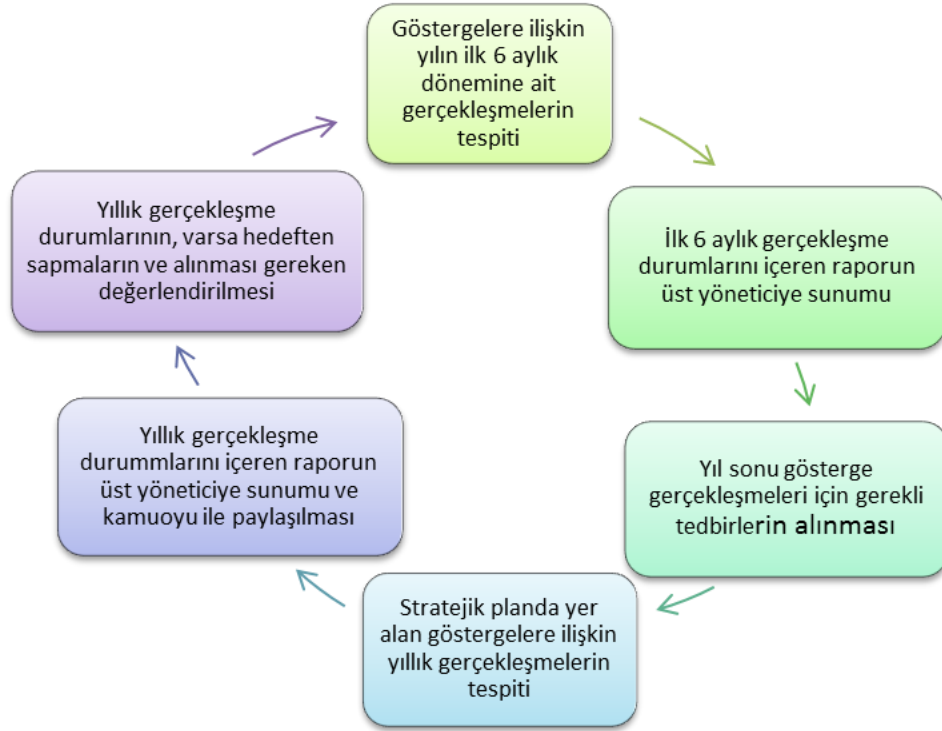 Göstergelere ilişkin
yılın ilk 6 aylık
dönemine ait
gerçekleşmelerin
tespiti
İlk 6 aylık gerçekleşme
durumlarını içeren raporun
üst yöneticiye sunumu
Yıl sonu gösterge
gerçekleşmeleri için gerekli
tedbirlerin alınması
Stratejik planda yer
alan göstergelere ilişkin
yıllık gerçekleşmelerin
tespiti
Yıllık gerçekleşme
durummlarını içeren raporun
üst yöneticiye sunumu ve
kamuoyu ile paylaşılması
Yıllık gerçekleşme
durumlarının, varsa hedeften
sapmaların ve alınması gereken
değerlendirilmesi